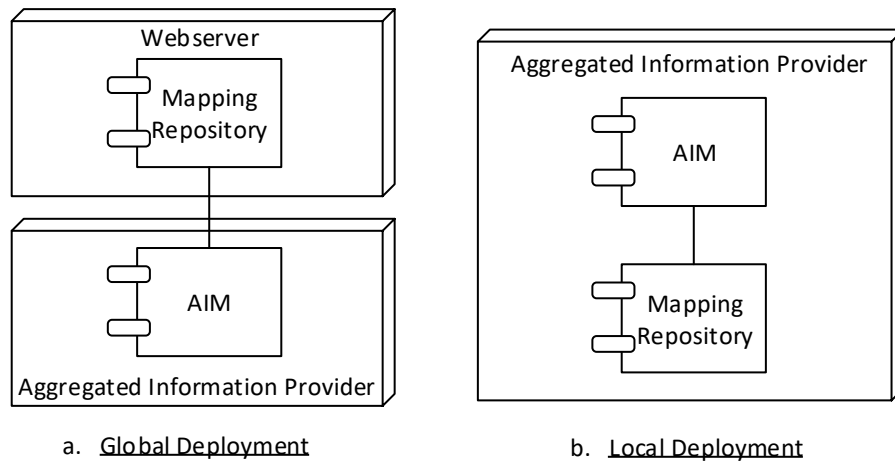 Webserver
Mapping
Repository
AIM
Aggregated Information Provider
a. Global Deployment
Aggregated Information Provider
AIM
Mapping
Repository
b. Local Deployment